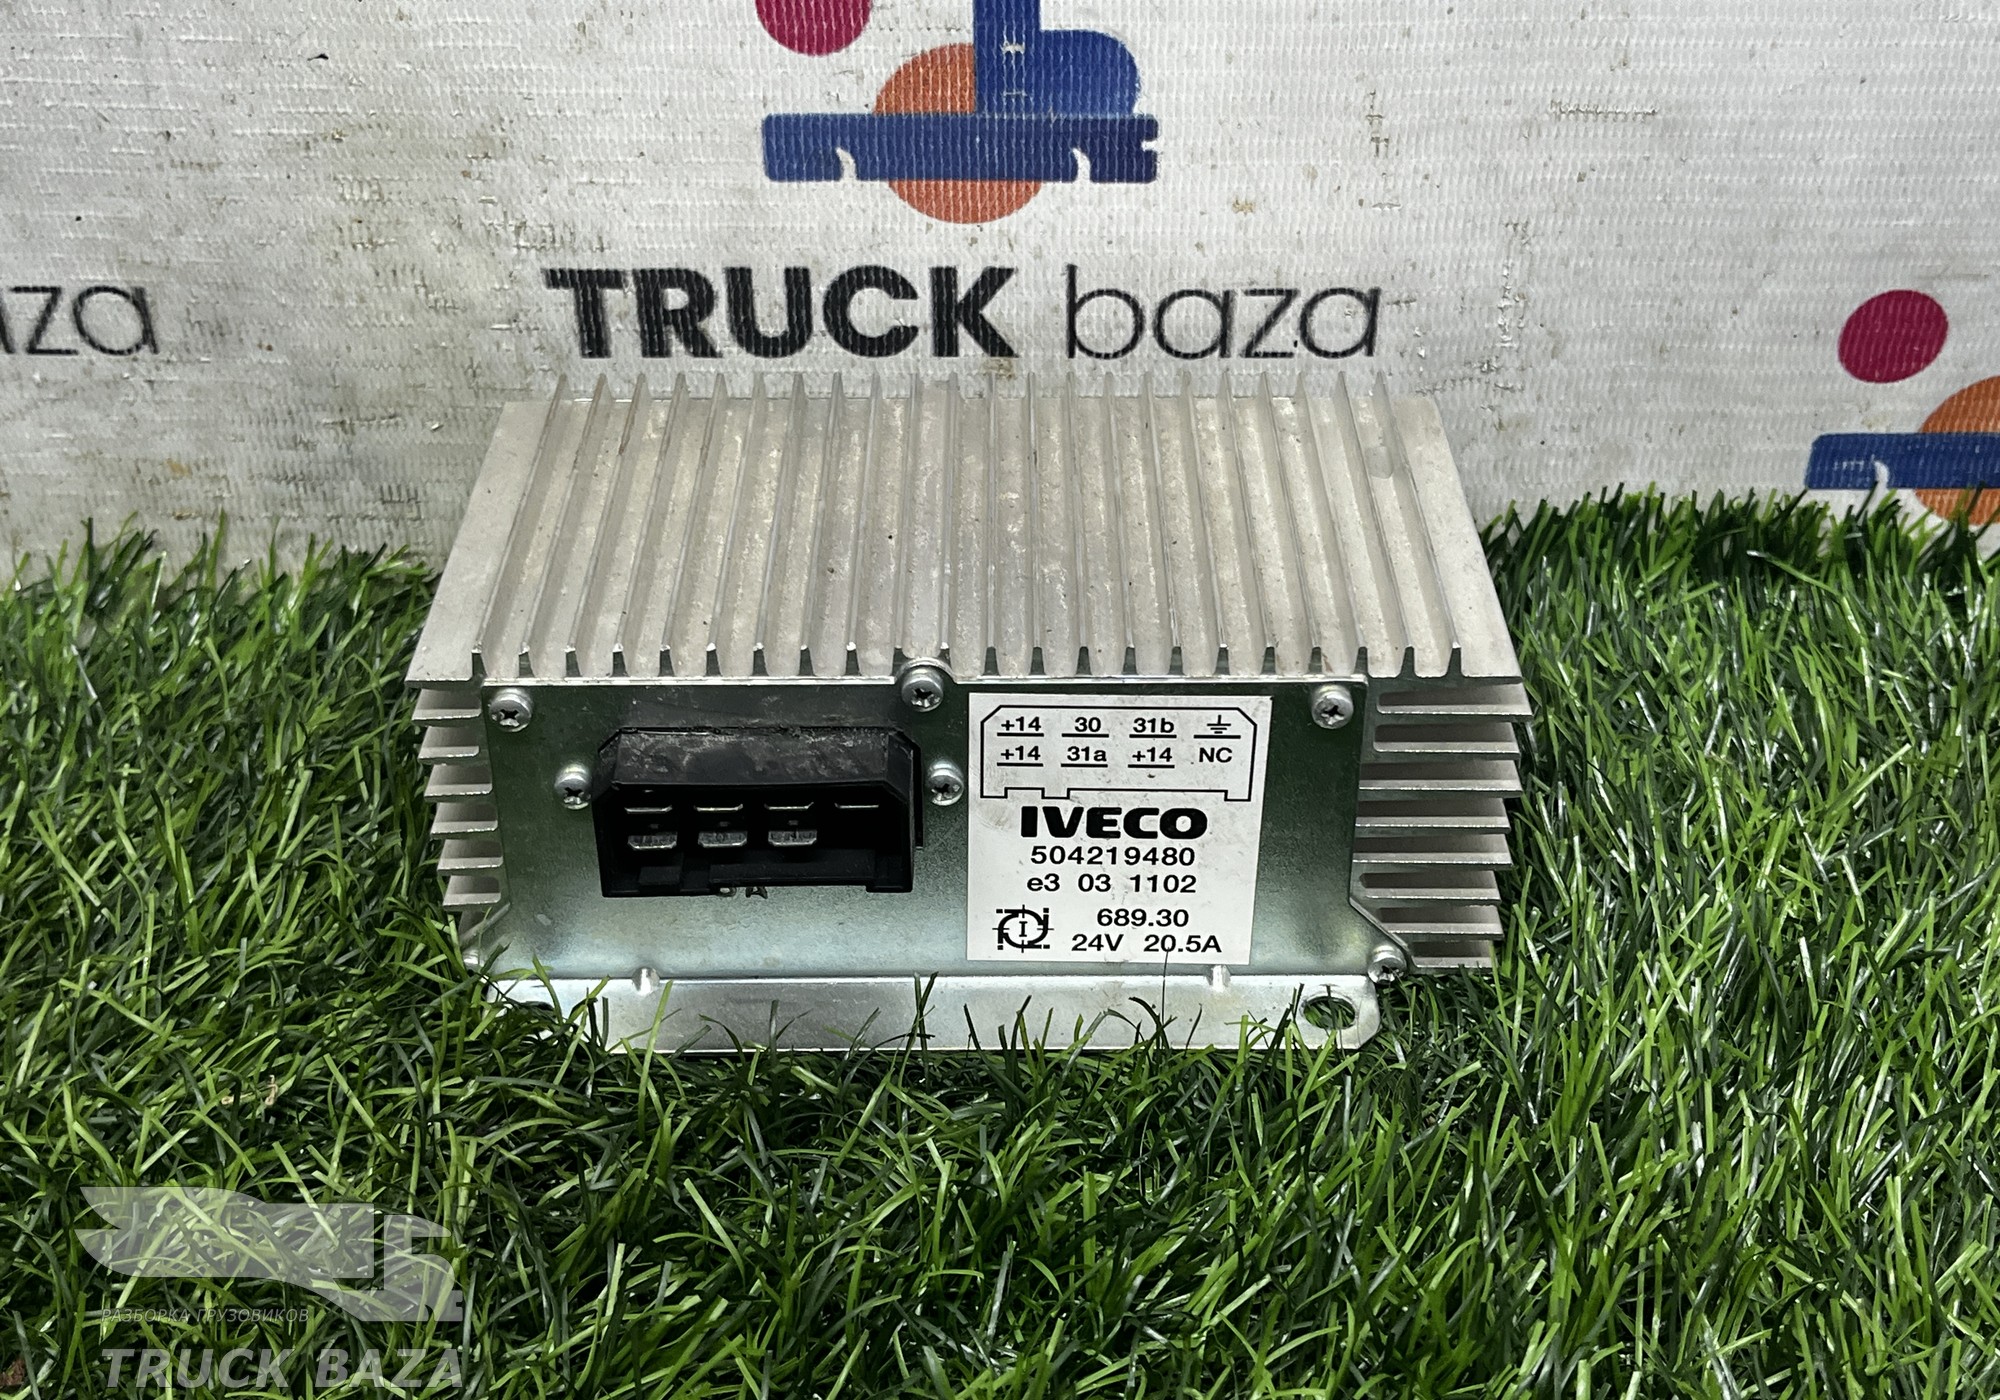 TRUCK baza
aza
+14 30 31b
+14 31a +14 NC
IVECO
504219480
e3 03 1102
689.30
24V 20.5A
РАЗБОРКА ГРУЗОВИКОВ
TRUCK BAZA